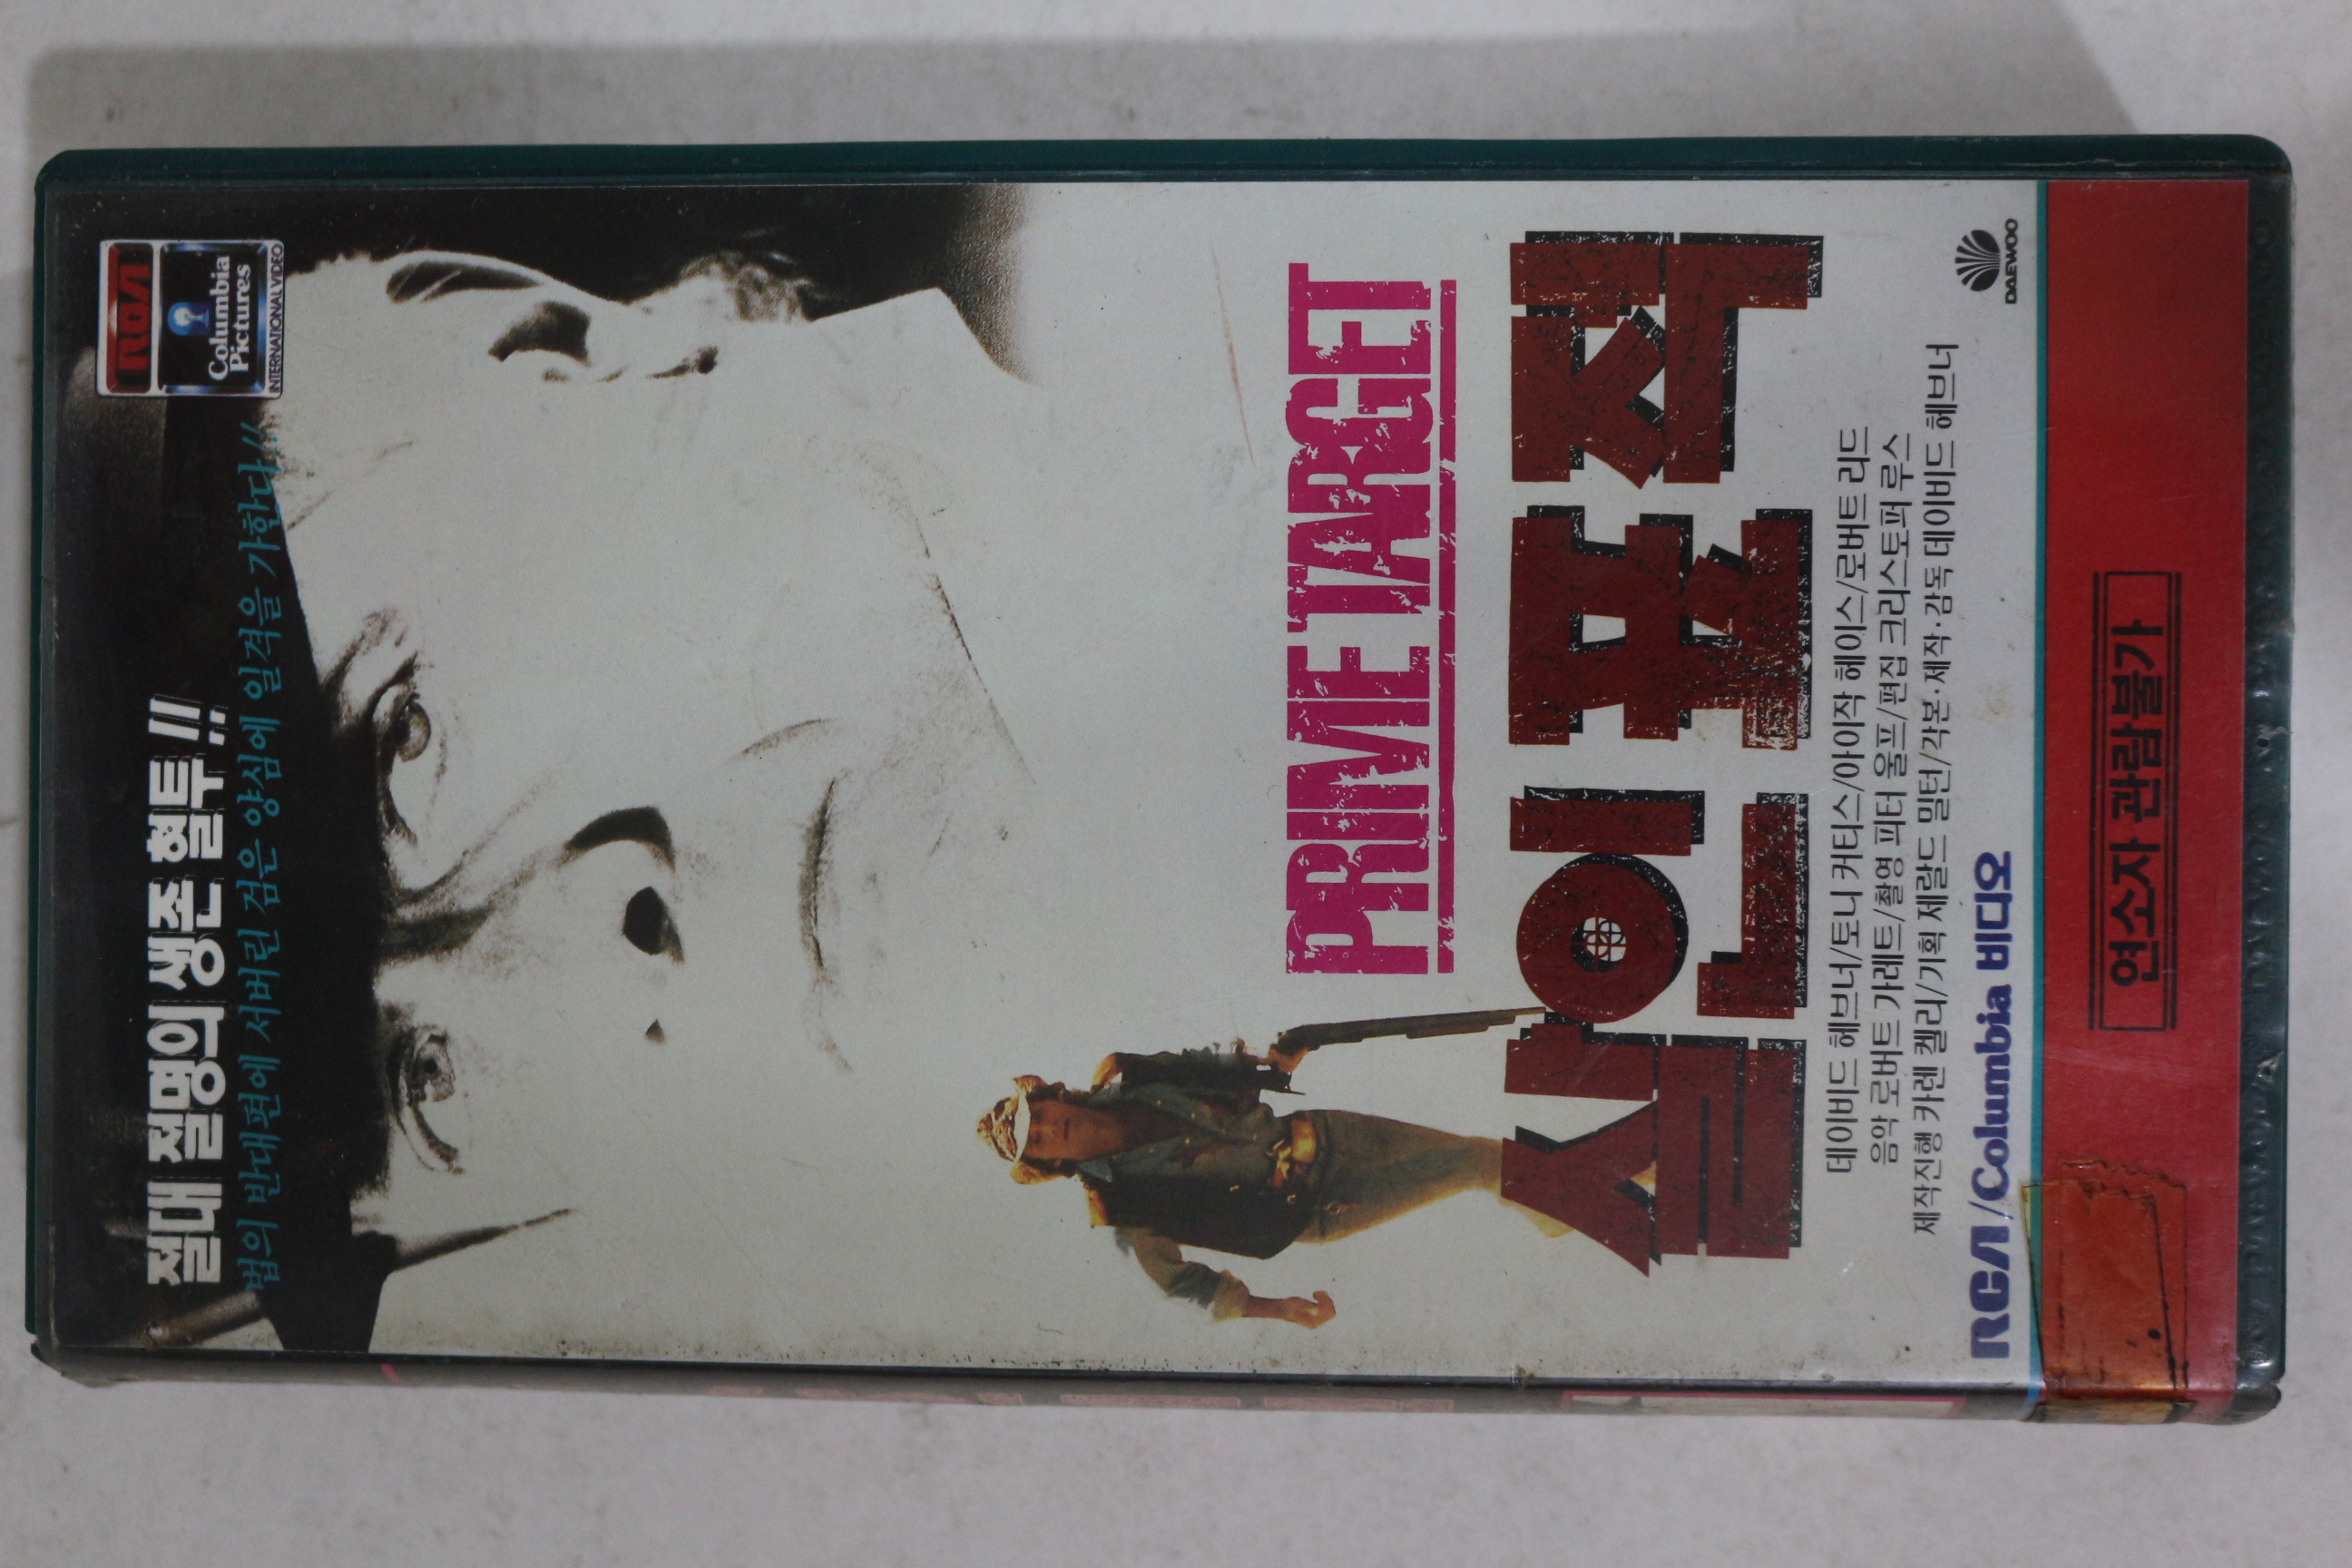 RCA
Columbia
Pictures
INTERNATIONAL VIDEO
절대 절명의 생존 혈투!!
법의 반대편에 서버린 검은 양심에 일격을 가한다!!
PRIME TARGET
살인표적
데이비드 헤브너/토니 커티스/아이작 헤이스/로버트 리드
음악 로버트 가레트/촬영 피터 울프/편집 크리스토퍼 루스
제작진행 카렌 켈리/기획 제랄드 밀턴/각본·제작·감독 데이비드 헤브너
RCA/Columbia 비디오
DAEWOO
연소자 관람불가